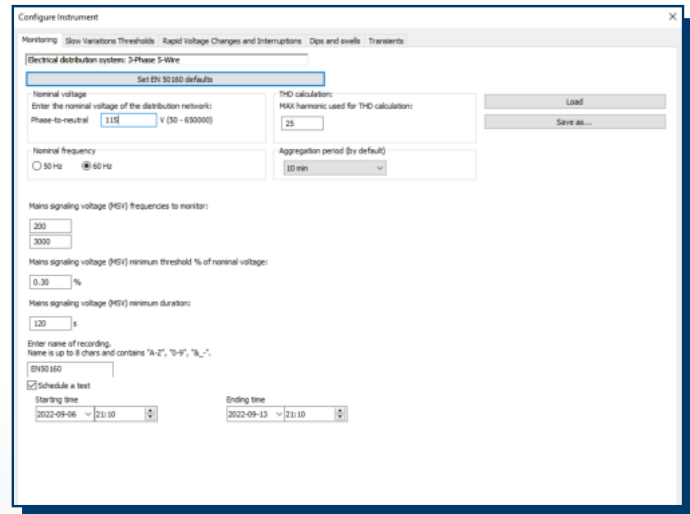 Configure Instrument
Monitoring Slow Variations Thresholds Rapid Voltage Changes and Interruptions Dips and swells Transients
Electrical distribution system: 3-Phase 5-Wire
Set EN 50160 defaults
Nominal voltage
Enter the nominal voltage of the distribution network:
Phase-to-neutral 115 V (50 - 650000)
THD calculation:
MAX harmonic used for THD calculation:
25
Load
Save as....
Nominal frequency
50 Hz 60 Hz
Aggregation period (by default)
10 min
Mains signaling voltage (MSV) frequencies to monitor:
200
3000
Mains signaling voltage (MSV) minimum threshold % of nominal voltage:
0.30 %
Mains signaling voltage (MSV) minimum duration:
120 s
Enter name of recording.
Name is up to 8 chars and contains "A-Z", "0-9", "&_-".
EN50160
Schedule a test
Starting time Ending time
2022-09-06 21:10 2022-09-13 21:10